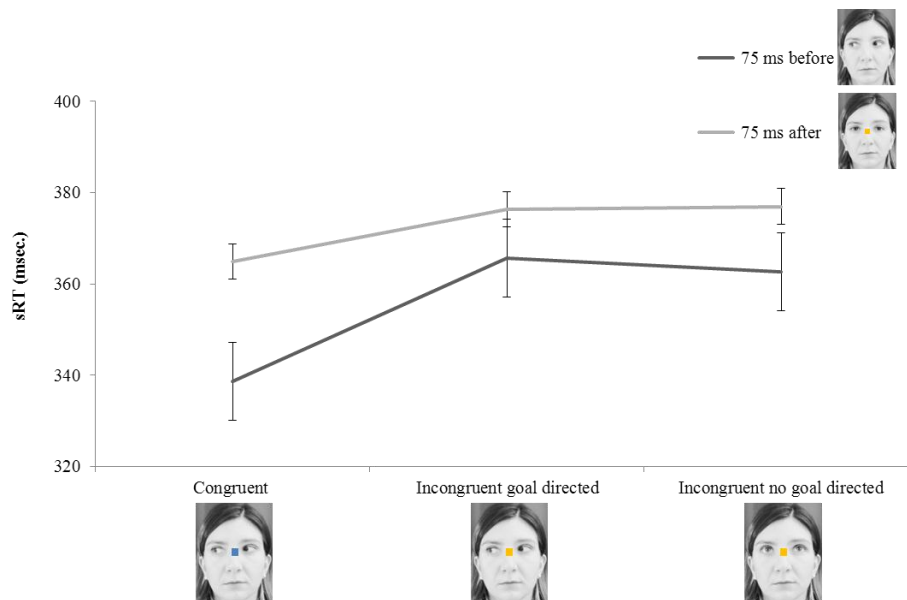 75 ms before
75 ms after
400
380
360
340
320
sRT (msec.)
Congruent
Incongruent goal directed
Incongruent no goal directed